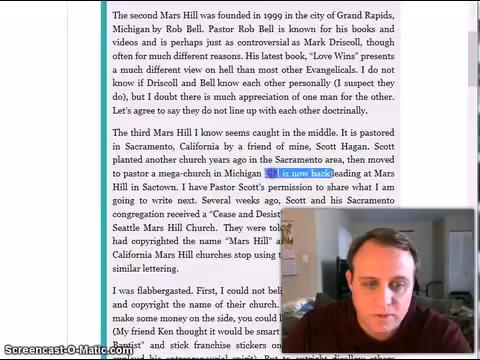 The second Mars Hill was founded in 1999 in the city of Grand Rapids,
Michigan by Rob Bell. Pastor Rob Bell is known for his books and
videos and is perhaps just as controversial as Mark Driscoll, though
often for much different reasons. His latest book, “Love Wins” presents
a much different view on hell than most other Evangelicals. I do not
know if Driscoll and Bell know each other personally (I suspect they
do), but I doubt there is much appreciation of one man for the other.
Let’s agree to say they do not line up with each other doctrinally.
The third Mars Hill I know seems caught in the middle. It is pastored
in Sacramento, California by a friend of mine, Scott Hagan. Scott
planted another church years ago in the Sacramento area, then moved
to pastor a mega-church in Michigan is now back leading at Mars
Hill in Sactown. I have Pastor Scott’s permission to share what I am
going to write next. Several weeks ago, Scott and his Sacramento
congregation received a “Cease and Desist
Seattle Mars Hill Church. They were told
had copyrighted the name “Mars Hill”
California Mars Hill churches stop using t
similar lettering.
I was flabbergasted. First, I could not beli
and copyright the name of their church.
make some money on the side, you could l
(My friend Ken thought it would be smart
Baptist” and stick franchise stickers on
Screencast-O-Matic.com